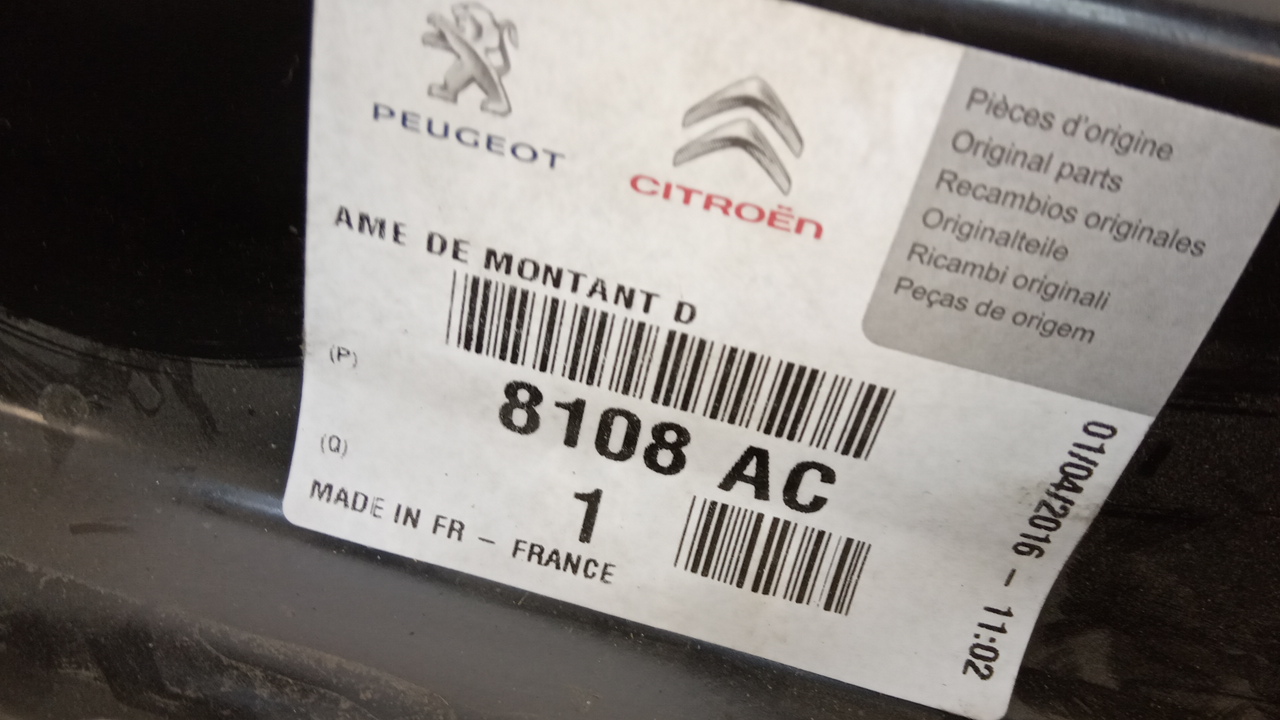 PEUGEOT
CITROËN
Pièces d'origine
Original parts
Recambios originales
Originalteile
Ricambi originali
Peças de origem
AME DE MONTANT D
(P)
8108 AC
(Q)
1
MADE IN FR - FRANCE
01/04/2016 - 11:02